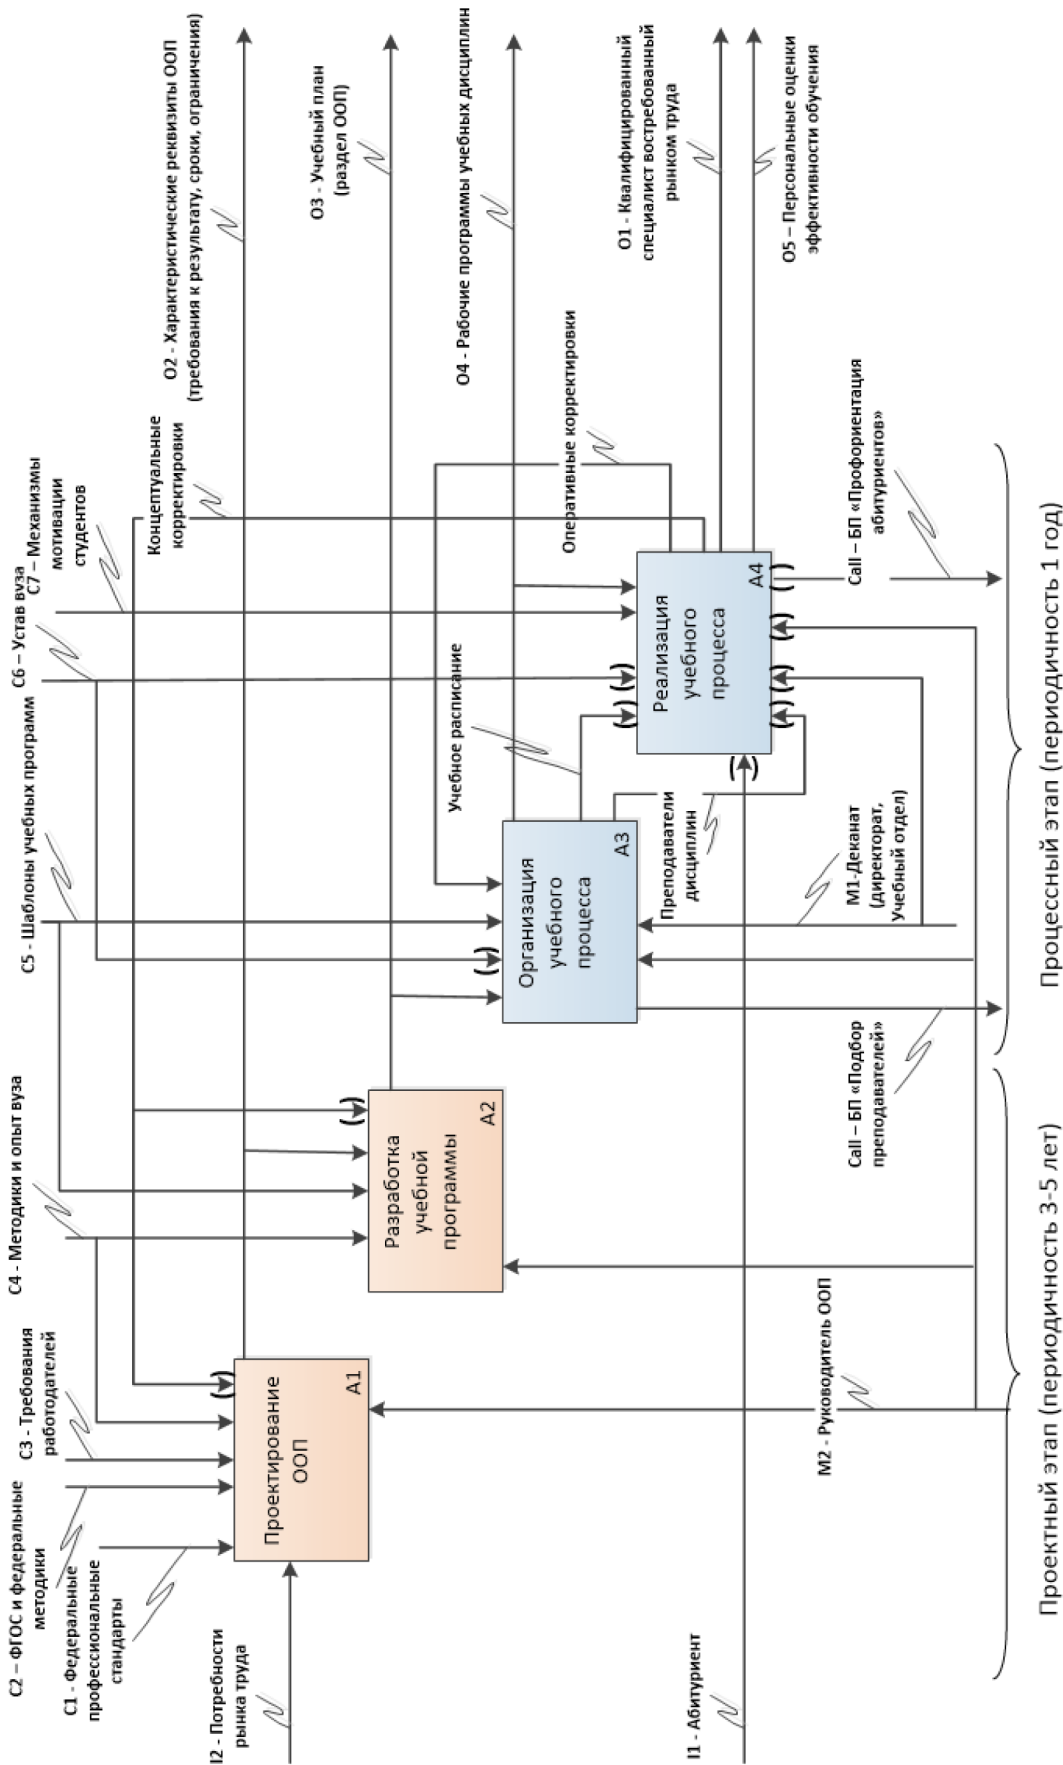 С2 – ФГОС и федеральные
методики
С1 - Федеральные
профессиональные
стандарты
С3 - Требования
работодателей
С4 - Методики и опыт вуза
С5 - Шаблоны учебных программ
С6 – Устав вуза
С7 – Механизмы
мотивации
студентов
Концептуальные
корректировки
О2 - Характеристические реквизиты ООП
(требования к результату, сроки, ограничения)
I2 - Потребности
рынка труда
Проектирование
ООП
А1
О3 - Учебный план
(раздел ООП)
Разработка
учебной
программы
А2
О4 - Рабочие программы учебных дисциплин
Учебное расписание
Оперативные корректировки
Организация
учебного
процесса
А3
О1 - Квалифицированный
специалист востребованный
рынком труда
Реализация
учебного
процесса
А4
Преподаватели
дисциплин
О5 – Персональные оценки
эффективности обучения
I1 - Абитуриент
М2 - Руководитель ООП
Call – БП «Подбор
преподавателей»
М1-Деканат
(директорат,
Учебный отдел)
Call – БП «Профориентация
абитуриентов»
Проектный этап (периодичность 3-5 лет)
Процессный этап (периодичность 1 год)